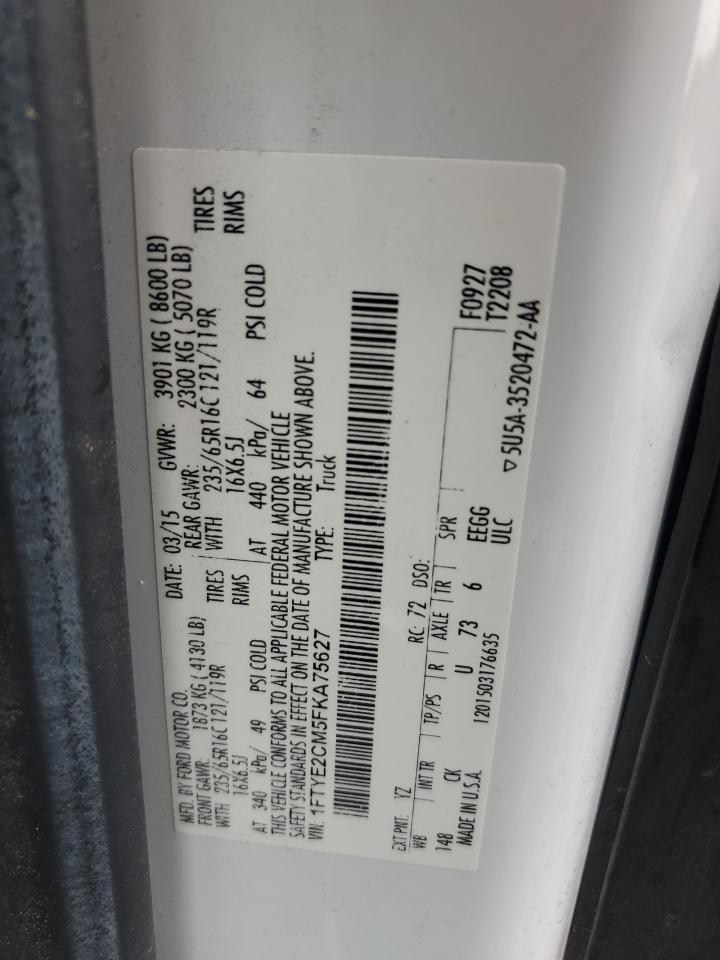 MFD. BY FORD MOTOR CO. DATE: 03/15 GVWR: 3901 KG ( 8600 LB)
FRONT GAWR: 1873 KG ( 4130 LB) REAR GAWR: 2300 KG ( 5070 LB)
WITH 235/65R16C 121/119R TIRES WITH 235/65R16C 121/119R TIRES
16X6.5J RIMS 16X6.5J RIMS
AT 340 kPa/ 49 PSI COLD AT 440 kPa/ 64 PSI COLD
THIS VEHICLE CONFORMS TO ALL APPLICABLE FEDERAL MOTOR VEHICLE
SAFETY STANDARDS IN EFFECT ON THE DATE OF MANUFACTURE SHOWN ABOVE.
VIN: 1FTYE2CM5FKA75627 TYPE: Truck
EXT PNT: YZ RC: 72 DSO:
WB INT TR TP/PS R AXLE TR SPR F0927
148 CK U 73 6 EEGG T2208
MADE IN U.S.A. 1201503176635 ULC ▽5U5A-3520472-AA